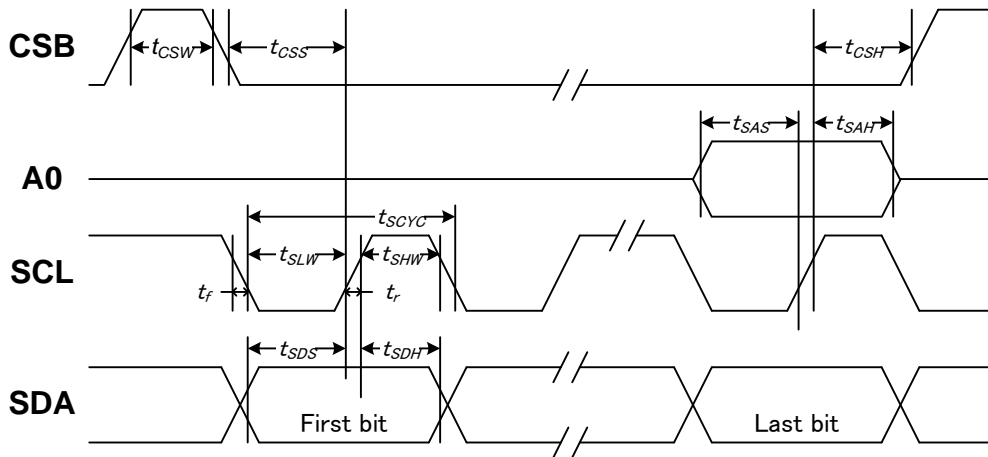 CSB
tCSW
tCSS
tCSH
tSAS
tSAH
A0
tSCYC
SCL
tSLW
tSHW
tf
tr
tSDS
tSDH
SDA
First bit
Last bit